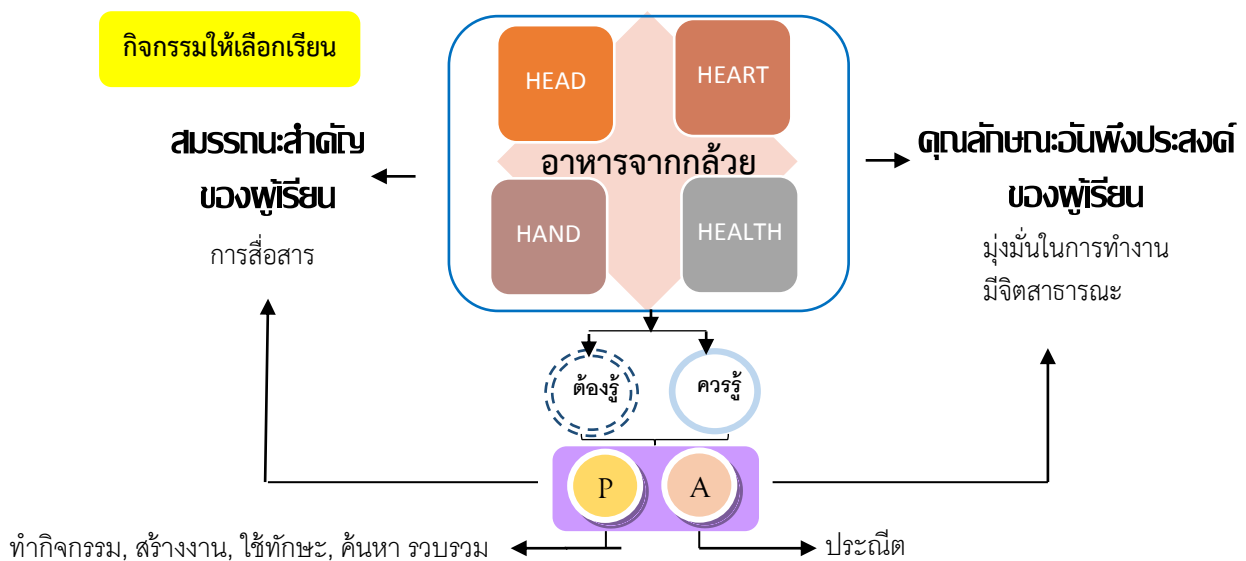 กิจกรรมให้เลือกเรียน
HEAD
HEART
อาหารจากกล้วย
HAND
HEALTH
สมรรถนะสำคัญ
ของผู้เรียน
การสื่อสาร
คุณลักษณะอันพึงประสงค์
ของผู้เรียน
มุ่งมั่นในการทำงาน
มีจิตสาธารณะ
ต้องรู้
ควรรู้
P
A
ทำกิจกรรม, สร้างงาน, ใช้ทักษะ, ค้นหา รวบรวม
ประณีต